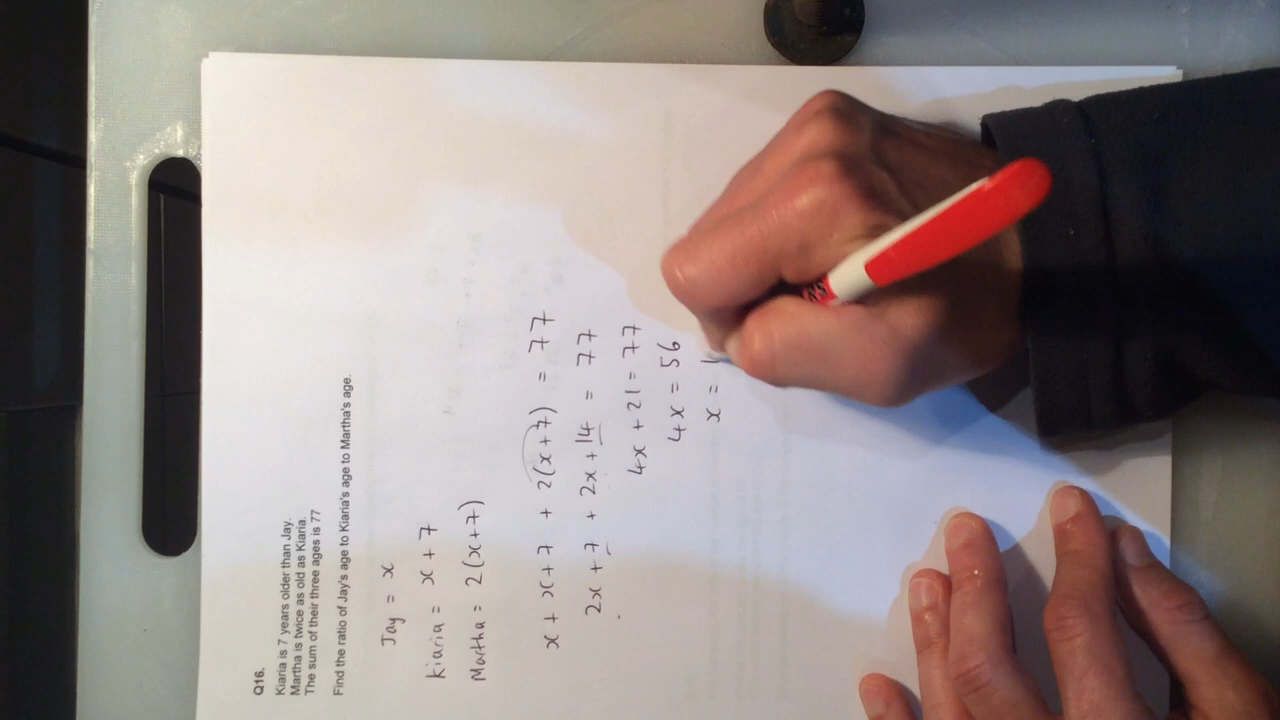 Q16.
Kiaria is 7 years older than Jay.
Martha is twice as old as Kiaria.
The sum of their three ages is 77
Find the ratio of Jay's age to Kiaria's age to Martha's age.
Jay = x
Kiaria = x + 7
Martha = 2(x+7)
x + x+7 + 2(x+7) = 77
2x + 7 + 2x + 14 = 77
4x + 21 = 77
4x = 56
x = 1